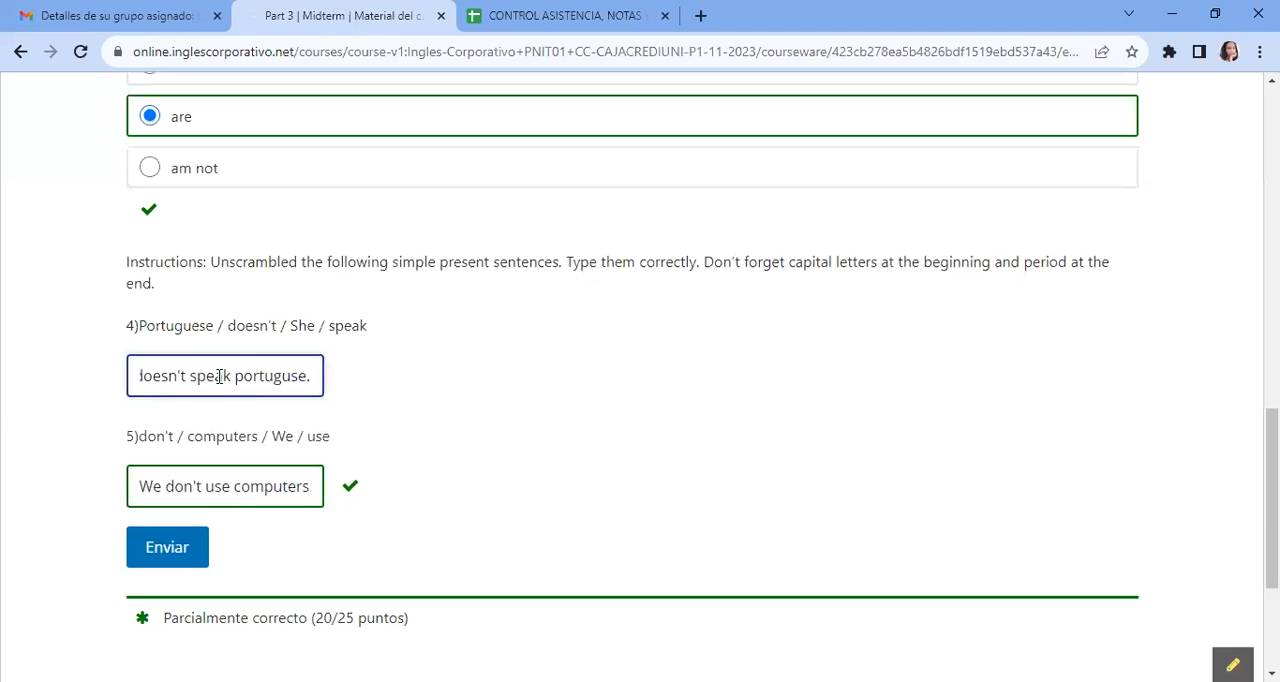 Detalles de su grupo asignado:
Part 3 | Midterm | Material del c
CONTROL ASISTENCIA, NOTAS
online.inglescorporativo.net/courses/course-v1:Ingles-Corporativo+PNIT01+CC-CAJACREDIUNI-P1-11-2023/courseware/423cb278ea5b4826bdf1519ebd537a43/e...
are
am not
Instructions: Unscrambled the following simple present sentences. Type them correctly. Don't forget capital letters at the beginning and period at the
end.
4)Portuguese / doesn't / She / speak
doesn't speak portuguse.
5)don't / computers / We / use
We don't use computers.
Enviar
Parcialmente correcto (20/25 puntos)